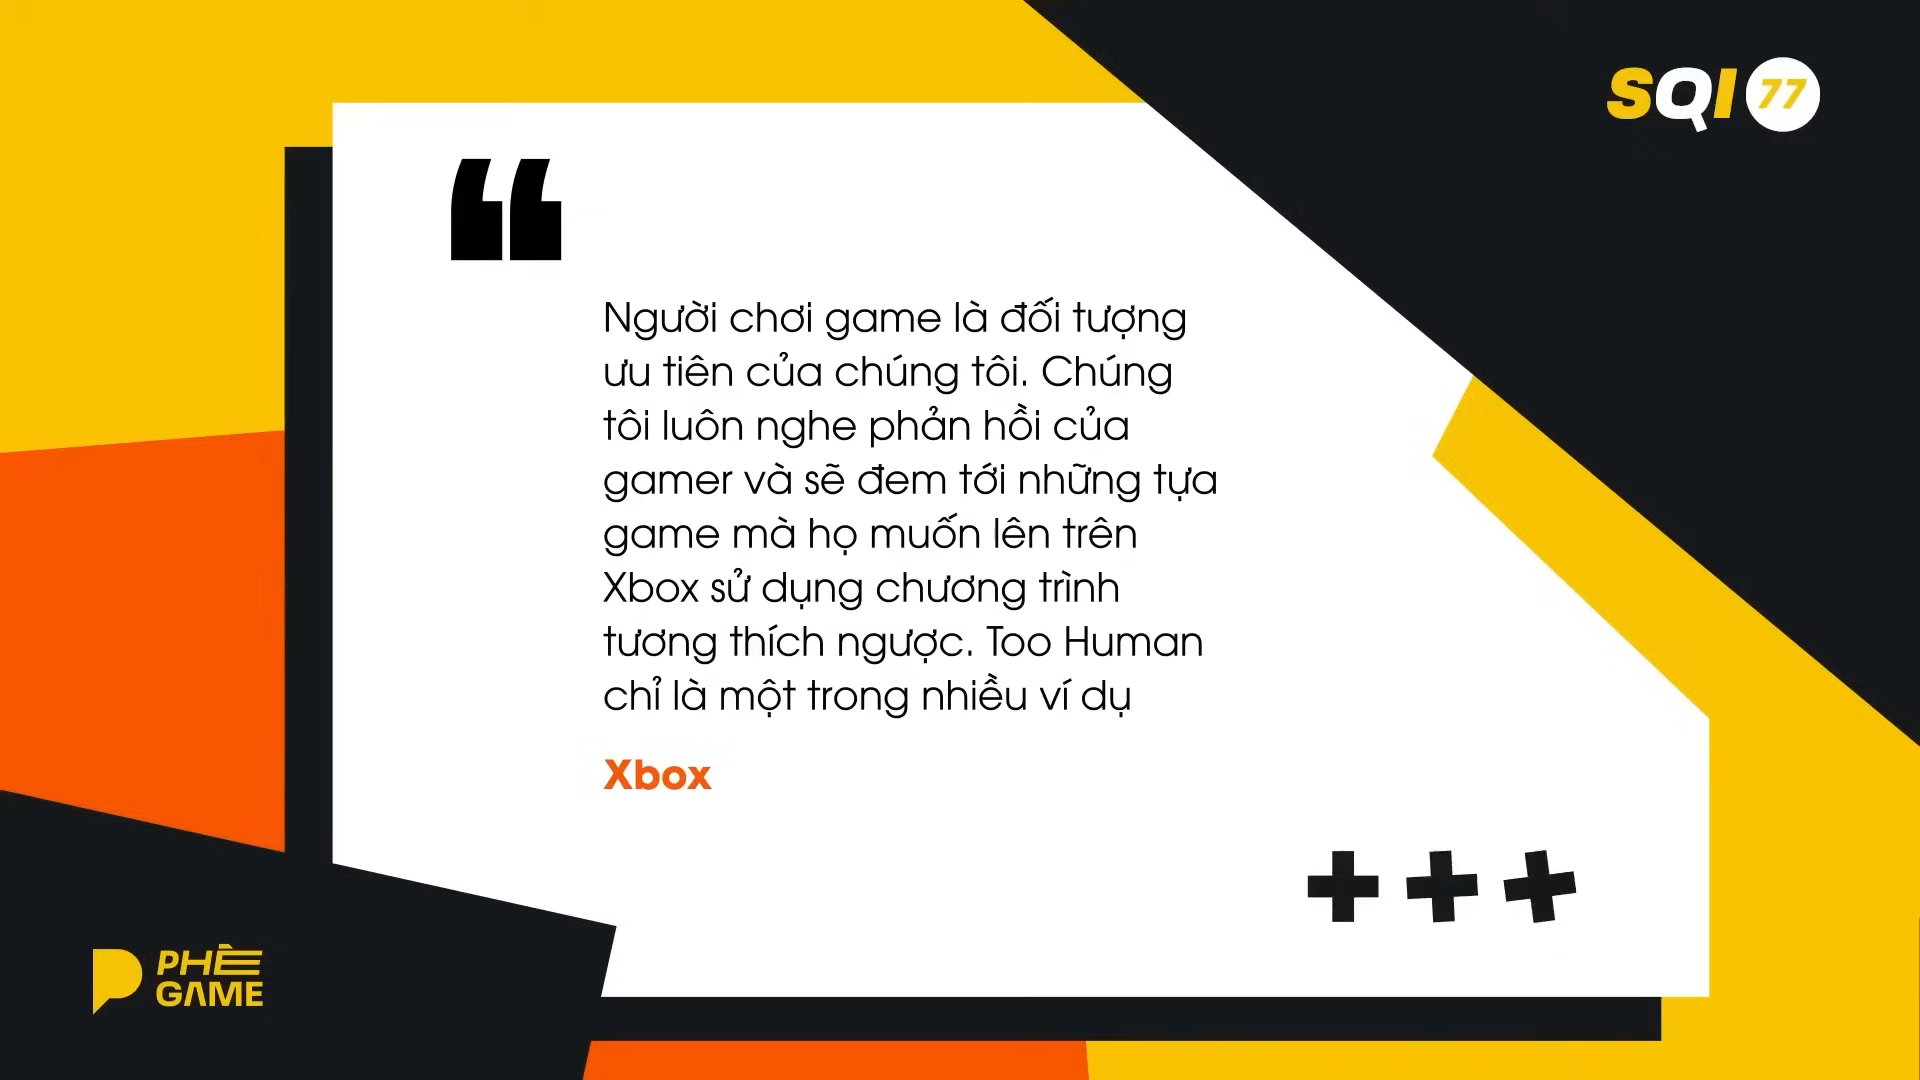 SQI 77
“
Người chơi game là đối tượng
ưu tiên của chúng tôi. Chúng
tôi luôn nghe phản hồi của
gamer và sẽ đem tới những tựa
game mà họ muốn lên trên
Xbox sử dụng chương trình
tương thích ngược. Too Human
chỉ là một trong nhiều ví dụ
Xbox
PHÊ
GAME